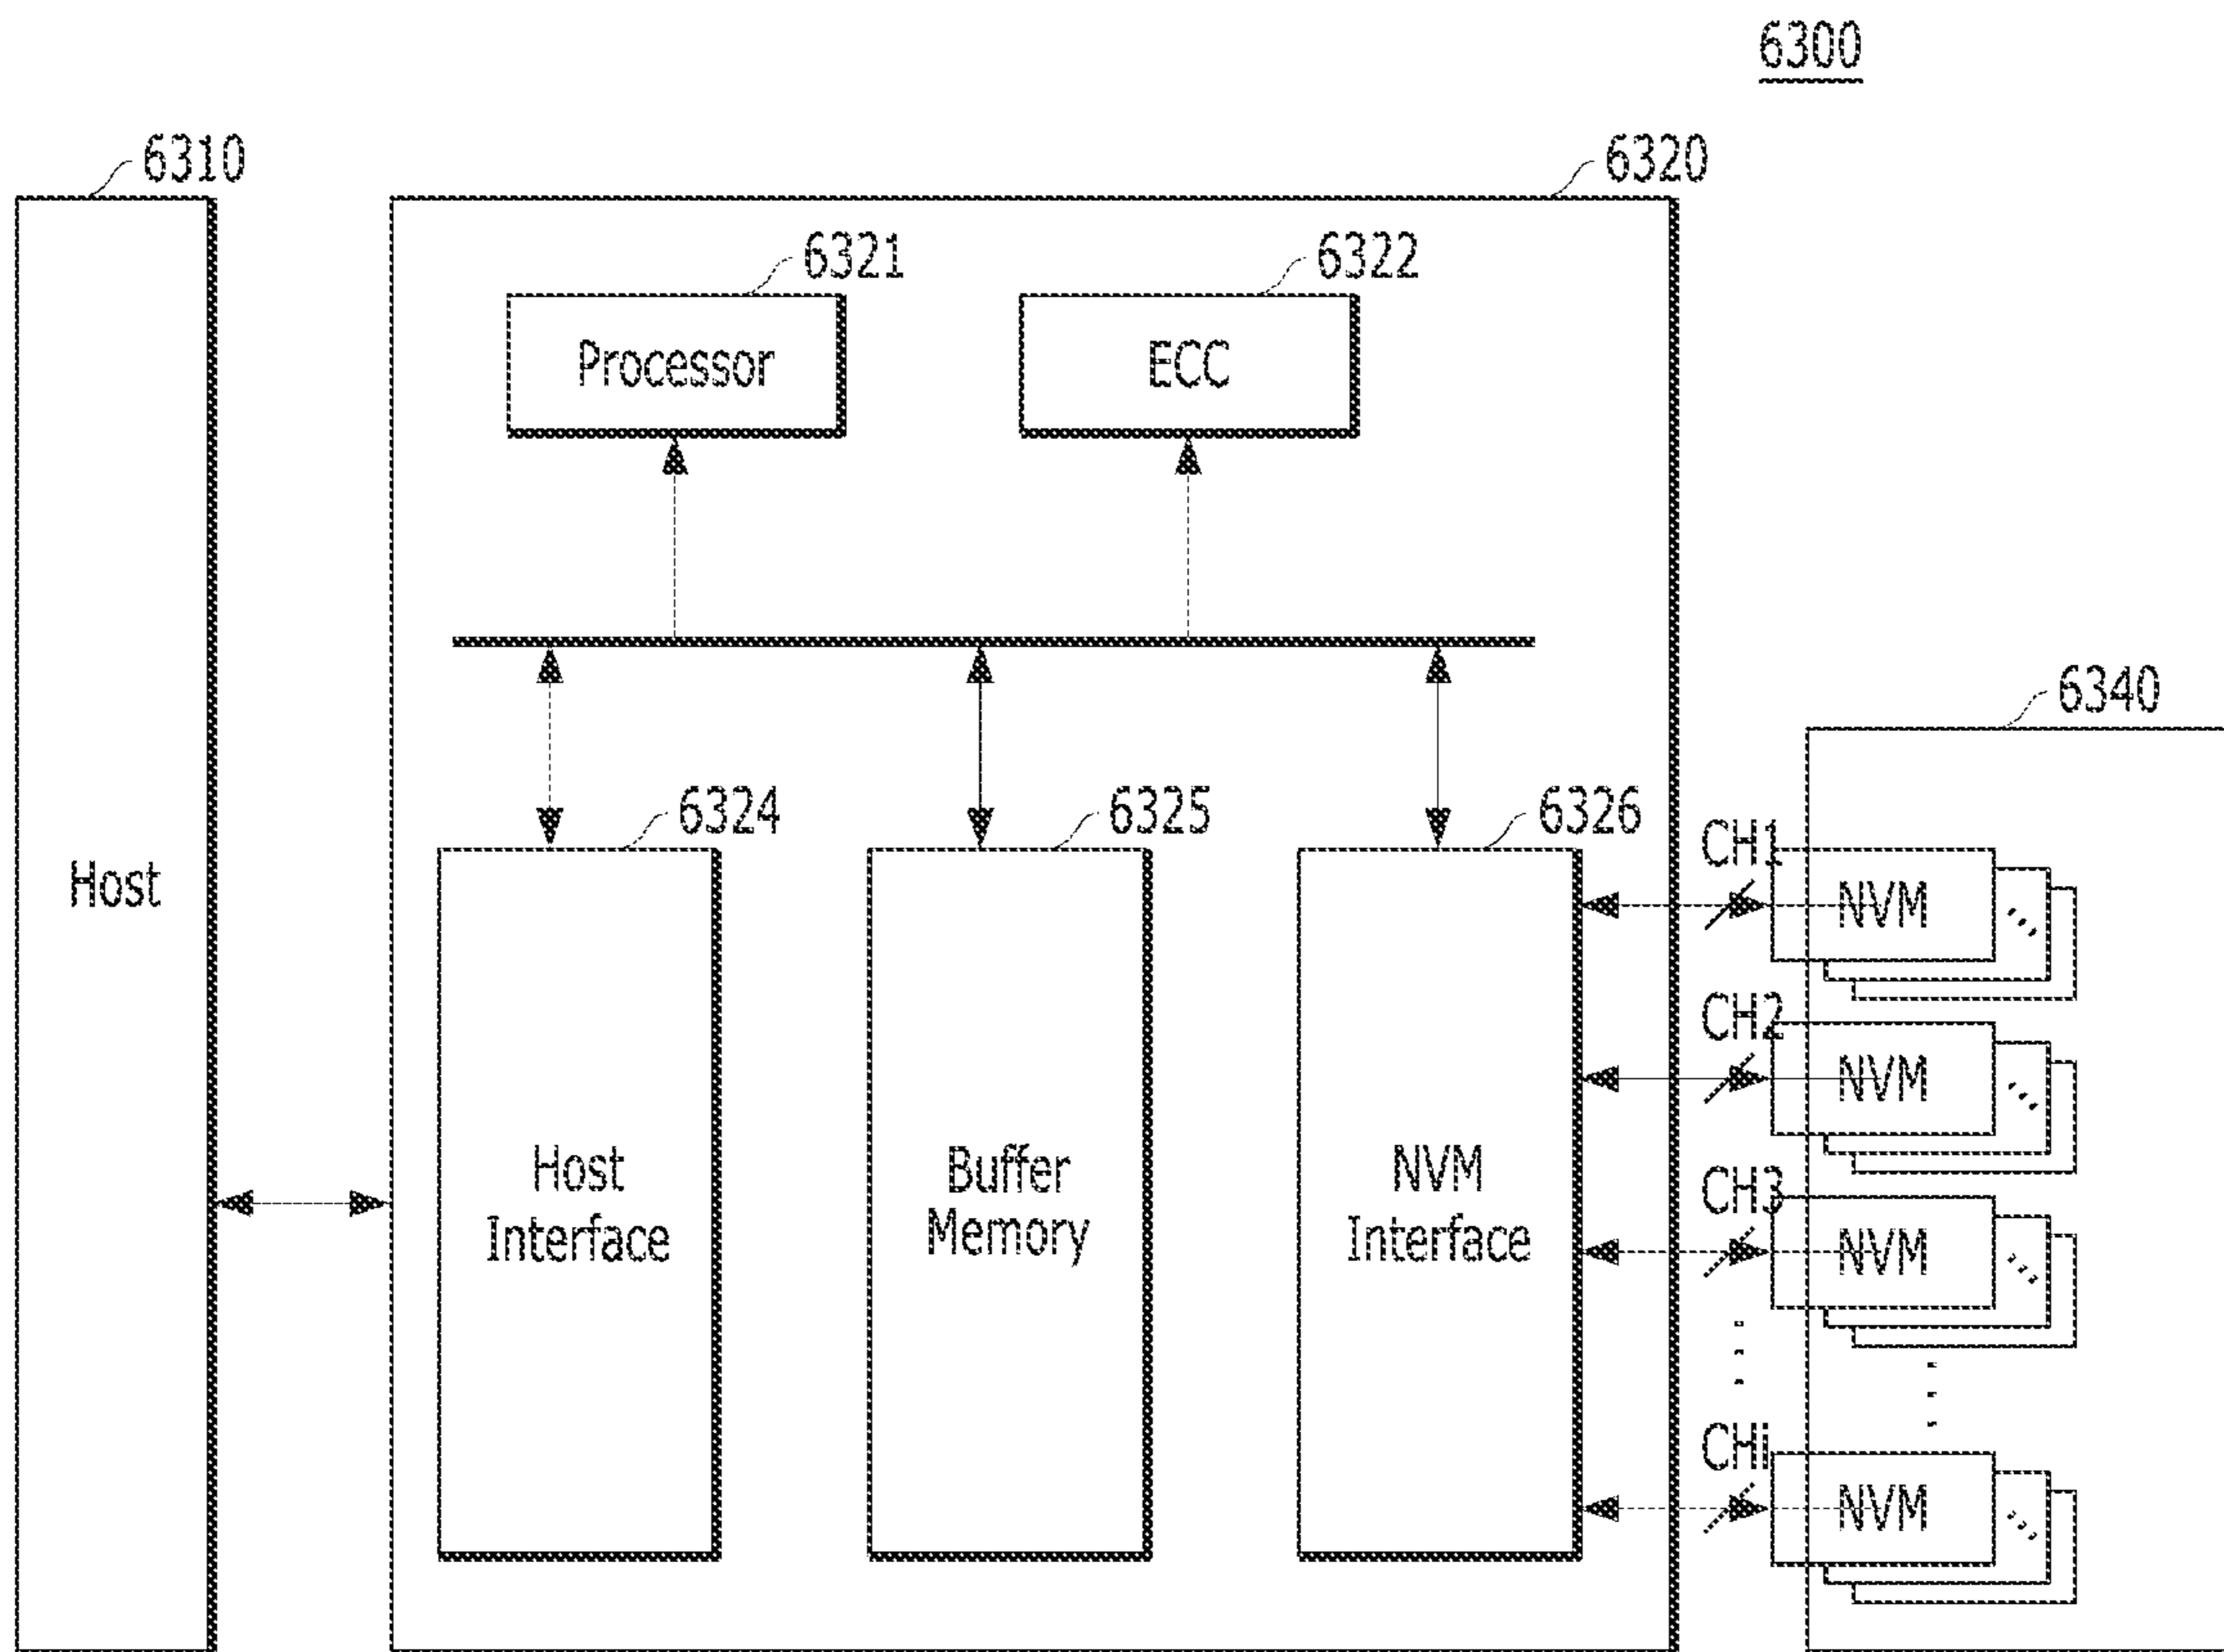 6300
6310
6320
6321
6322
Processor
ECC
6340
6324
6325
6326
CH1
Host
NVM
CH2
NVM
Host
Interface
Buffer
Memory
NVM
Interface
CH3
NVM
CHi
NVM